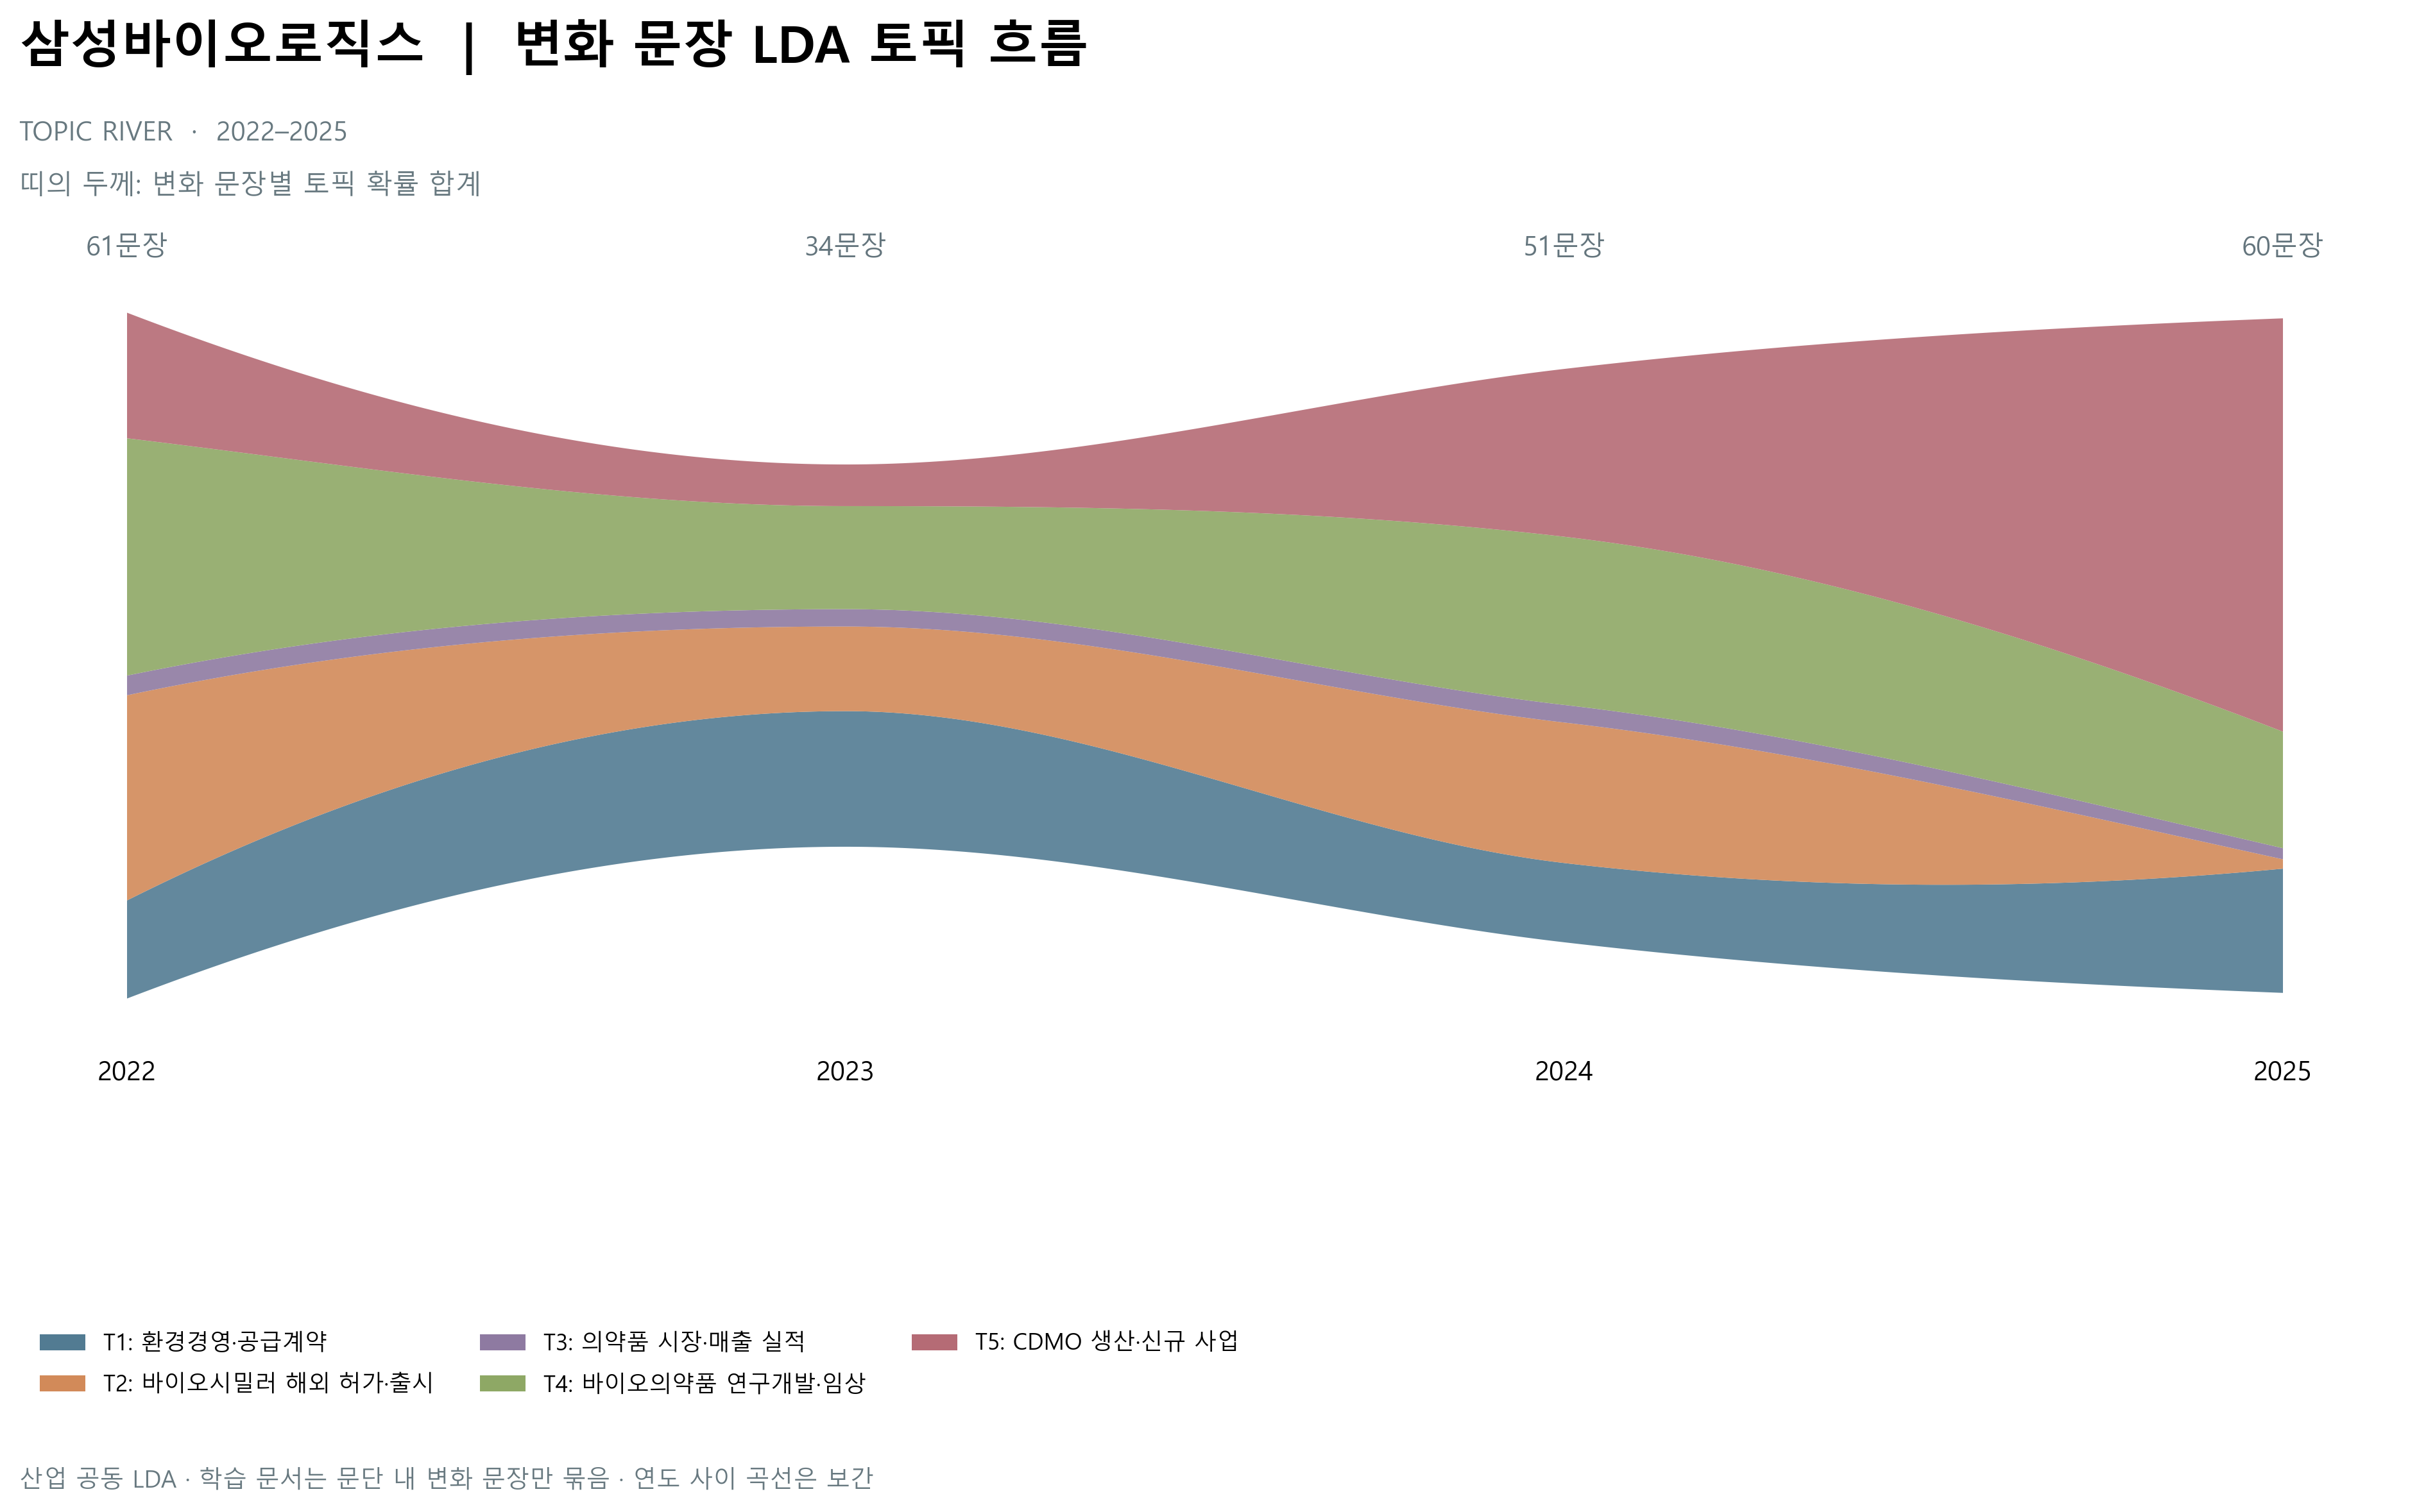 삼성바이오로직스 | 변화 문장 LDA 토픽 흐름
TOPIC RIVER · 2022–2025
띠의 두께: 변화 문장별 토픽 확률 합계
61문장 34문장 51문장 60문장
2022 2023 2024 2025
T1: 환경경영·공급계약 T3: 의약품 시장·매출 실적 T5: CDMO 생산·신규 사업
T2: 바이오시밀러 해외 허가·출시 T4: 바이오의약품 연구개발·임상
산업 공동 LDA · 학습 문서는 문단 내 변화 문장만 묶음 · 연도 사이 곡선은 보간